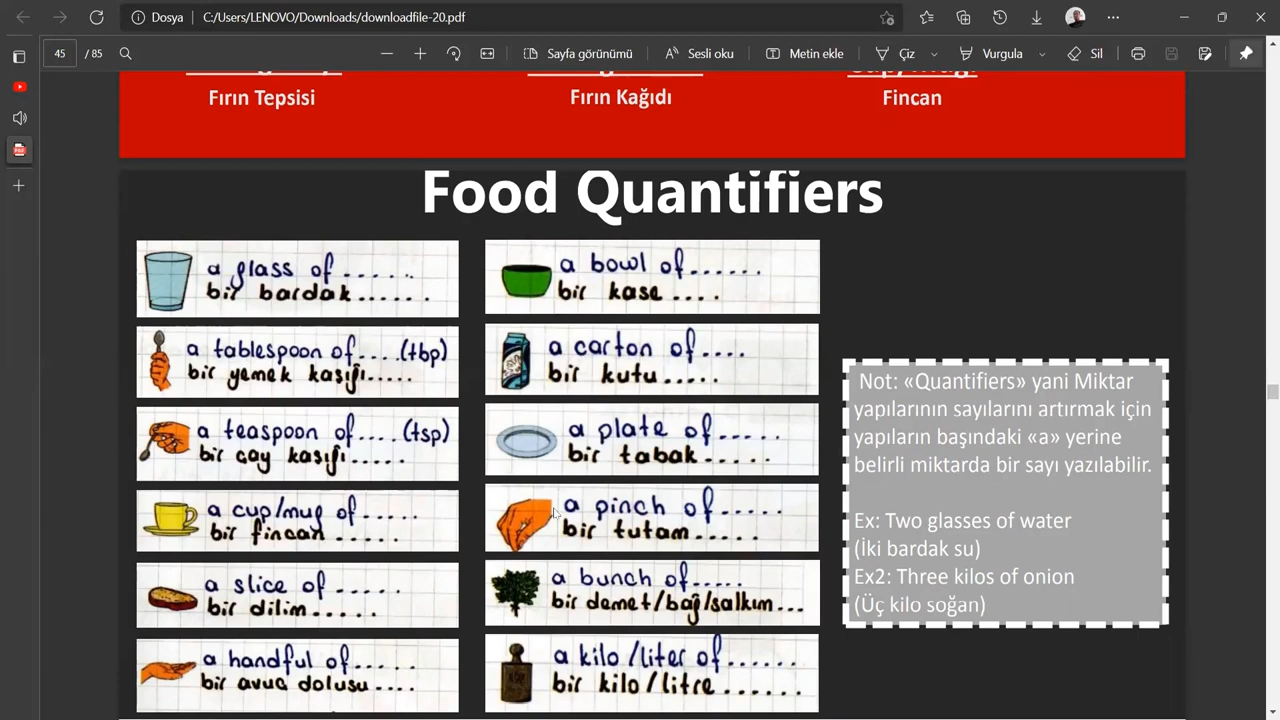 Dosya
C:/Users/LENOVO/Downloads/downloadfile-20.pdf
45 / 85
Sayfa görünümü
Sesli oku
Metin ekle
Çiz
Vurgula
Sil
Fırın Tepsisi
Fırın Kağıdı
Fincan
Food Quantifiers
a glass of ......
bir bardak ......
a tablespoon of....(tbp)
bir yemek kaşığı.....
a teaspoon of....(tsp)
bir çay kaşığı.....
a cup/mug of.....
bir fincan .....
a slice of .....
bir dilim ......
a handful of.....
bir avuç dolusu ....
a bowl of......
bir kase ....
a carton of....
bir kutu .....
a plate of.....
bir tabak ......
a pinch of.....
bir tutam......
a bunch of.....
bir demet/bağ/salkım...
a kilo/liter of......
bir kilo/litre.......
Not: «Quantifiers» yani Miktar
yapılarının sayılarını artırmak için
yapıların başındaki «a» yerine
belirli miktarda bir sayı yazılabilir.
Ex: Two glasses of water
(İki bardak su)
Ex2: Three kilos of onion
(Üç kilo soğan)